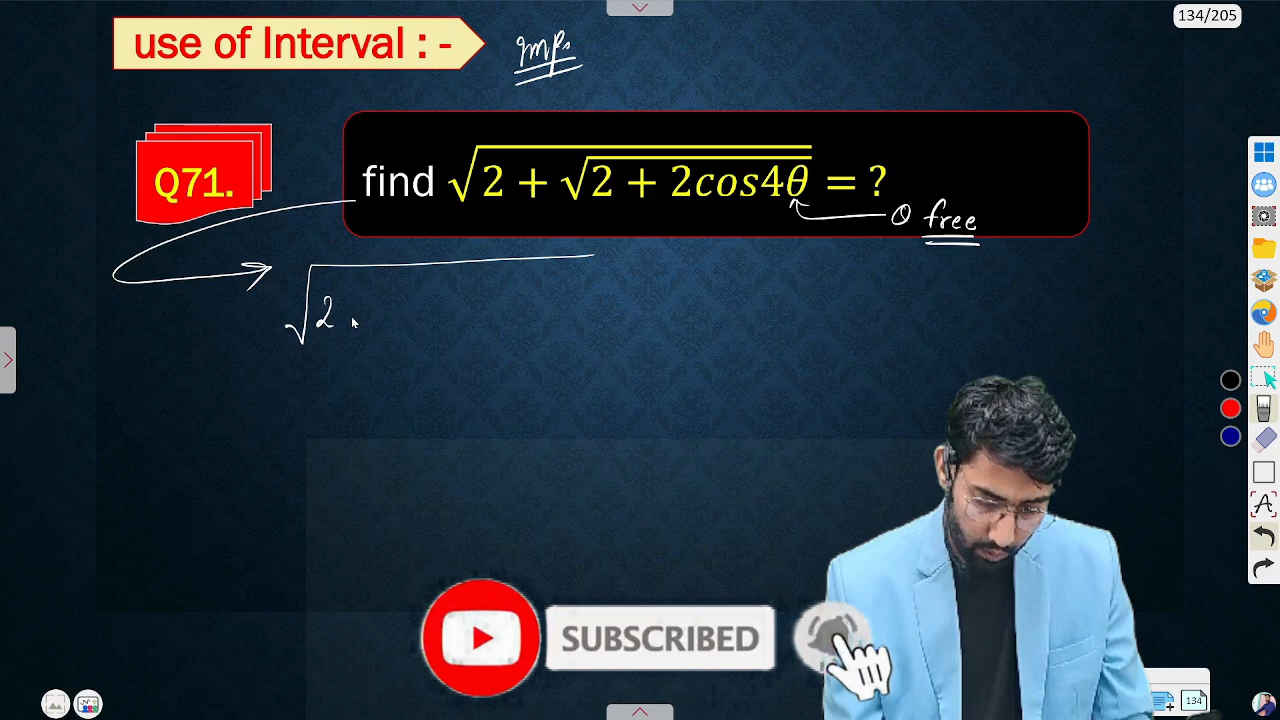 134/205
use of Interval : -
Imp.
Q71.
find √(2 + √(2 + 2cos4θ)) = ?
θ free
√2
SUBSCRIBED
134